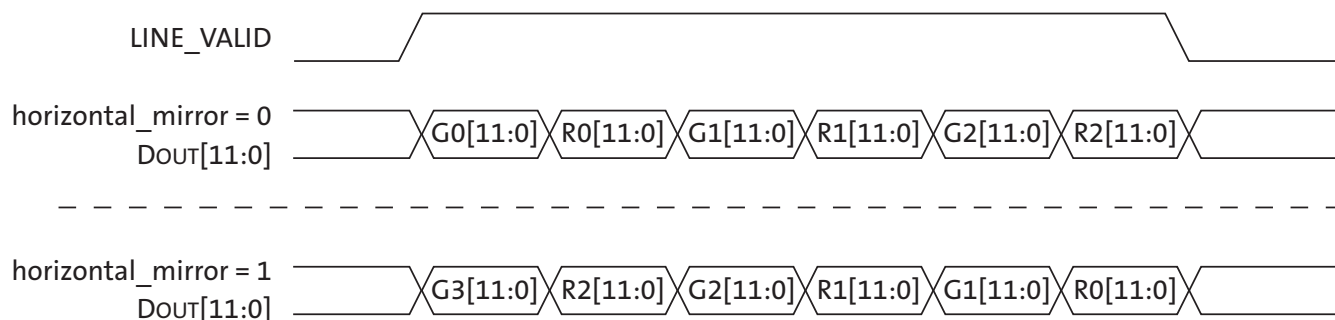 LINE_VALID
horizontal_mirror = 0
DOUT[11:0]
G0[11:0] R0[11:0] G1[11:0] R1[11:0] G2[11:0] R2[11:0]
horizontal_mirror = 1
DOUT[11:0]
G3[11:0] R2[11:0] G2[11:0] R1[11:0] G1[11:0] R0[11:0]